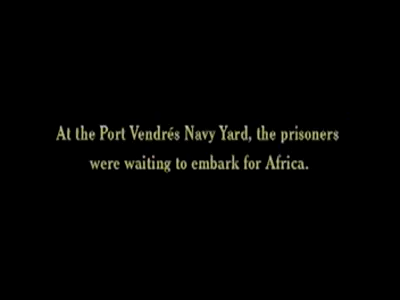 At the Port Vendrés Navy Yard, the prisoners
were waiting to embark for Africa.